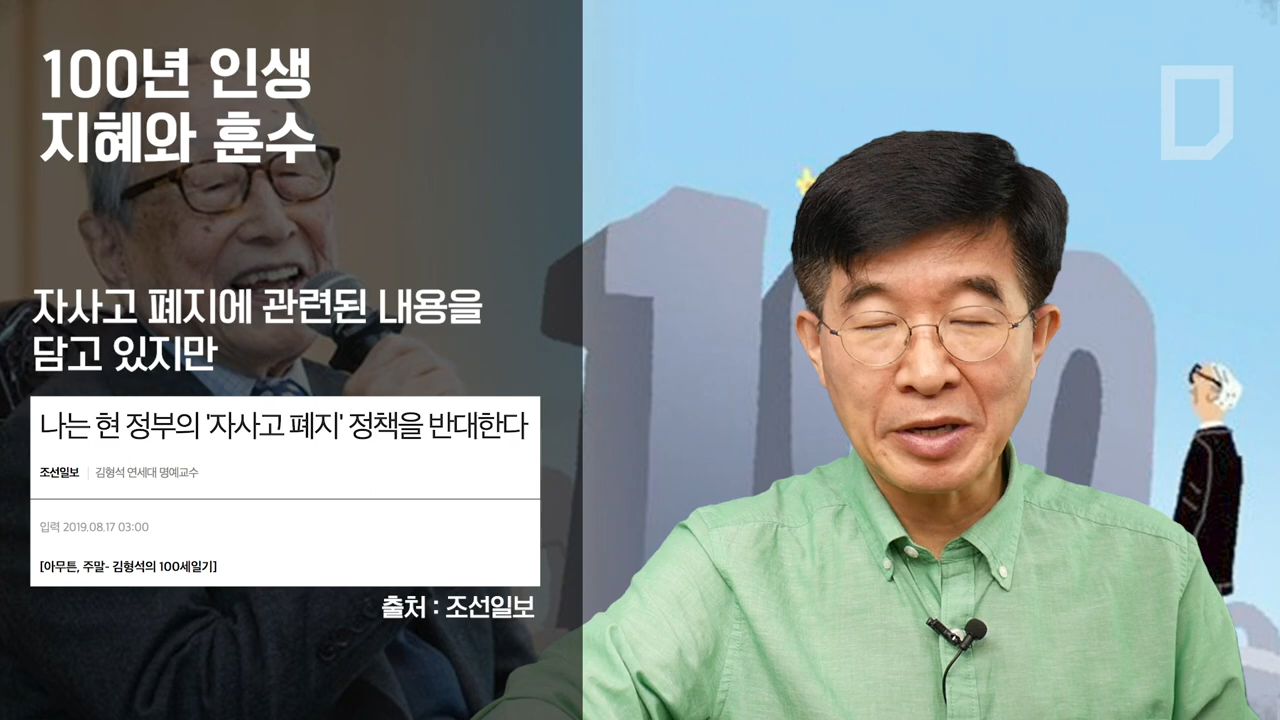 100년 인생
지혜와 훈수
자사고 폐지에 관련된 내용을
담고 있지만
나는 현 정부의 '자사고 폐지' 정책을 반대한다
조선일보 | 김형석 연세대 명예교수
입력 2019.08.17 03:00
[아무튼, 주말- 김형석의 100세일기]
출처 : 조선일보
100